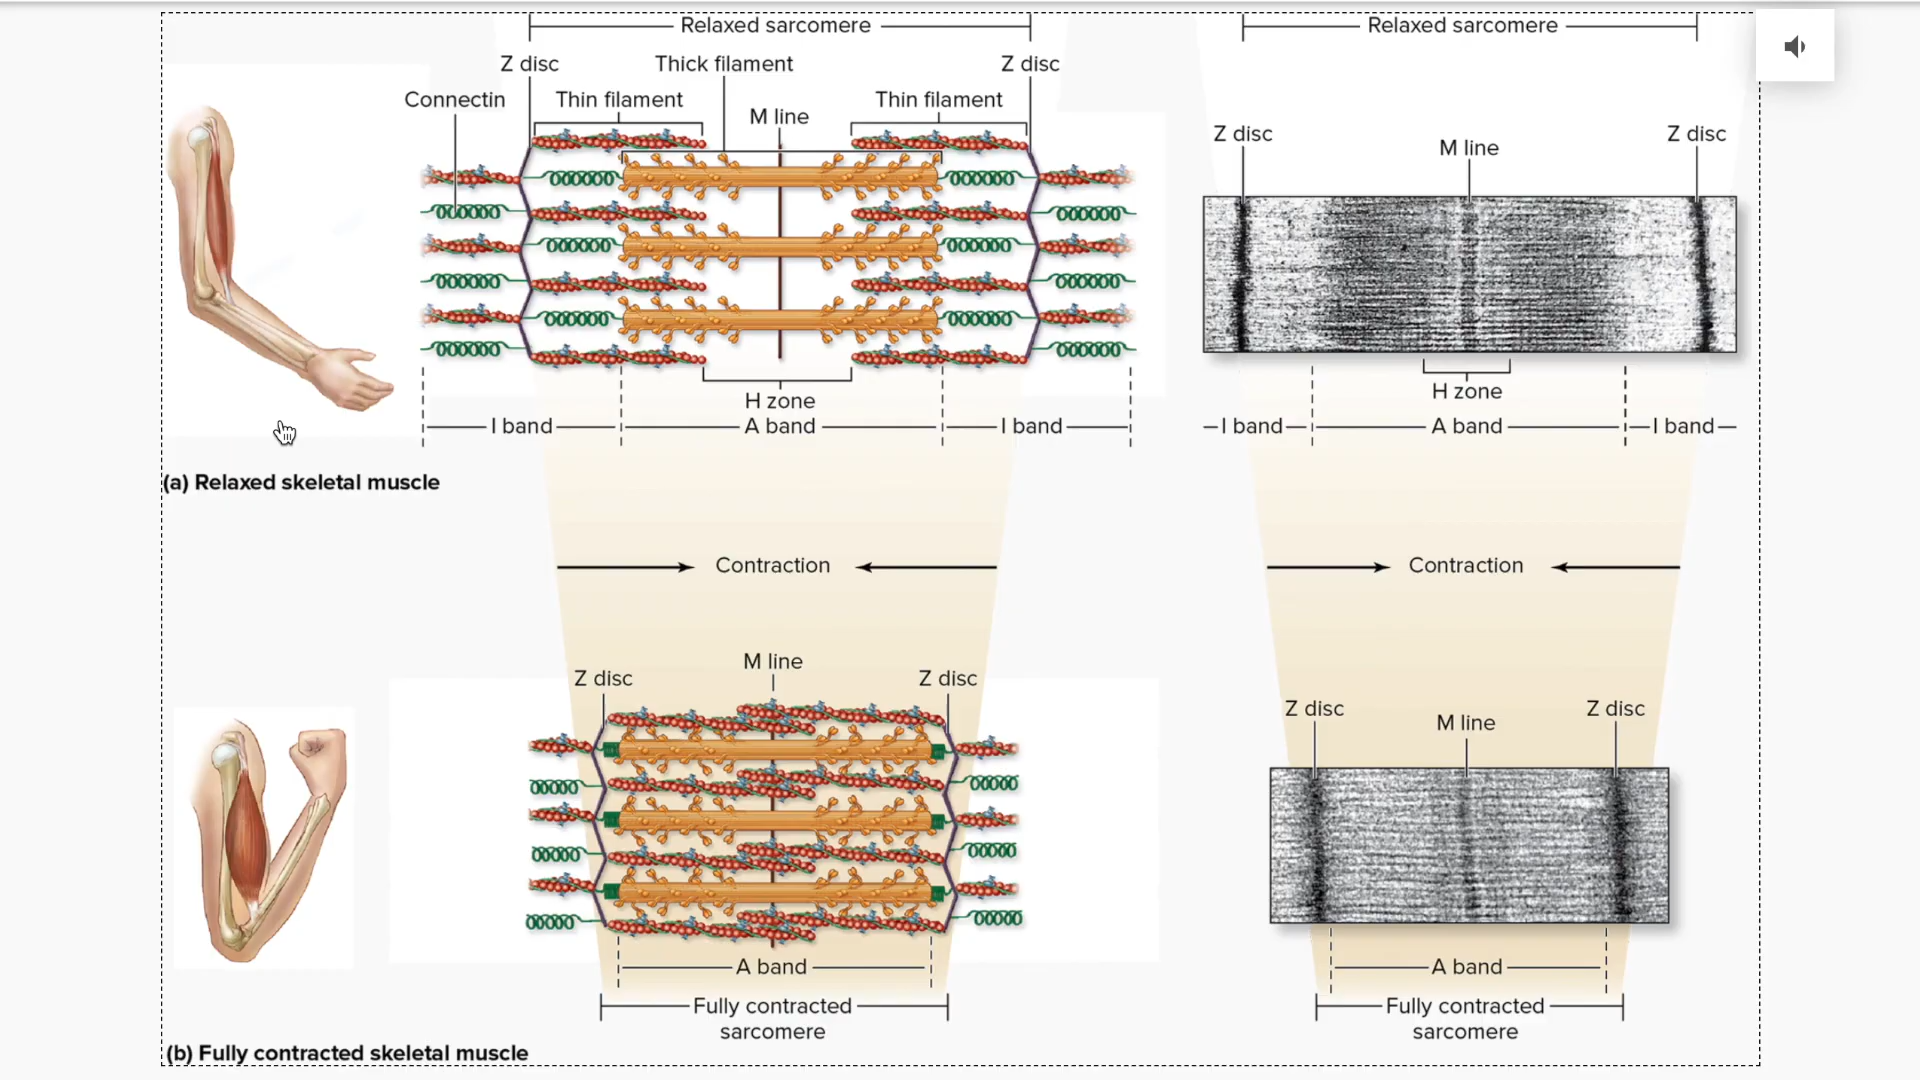 Relaxed sarcomere
Z disc
Thick filament
Z disc
Connectin
Thin filament
Thin filament
M line
H zone
I band
A band
I band
Relaxed sarcomere
Z disc
M line
Z disc
H zone
I band
A band
I band
(a) Relaxed skeletal muscle
Contraction
Contraction
M line
Z disc
Z disc
A band
Fully contracted
sarcomere
Z disc
M line
Z disc
A band
Fully contracted
sarcomere
(b) Fully contracted skeletal muscle